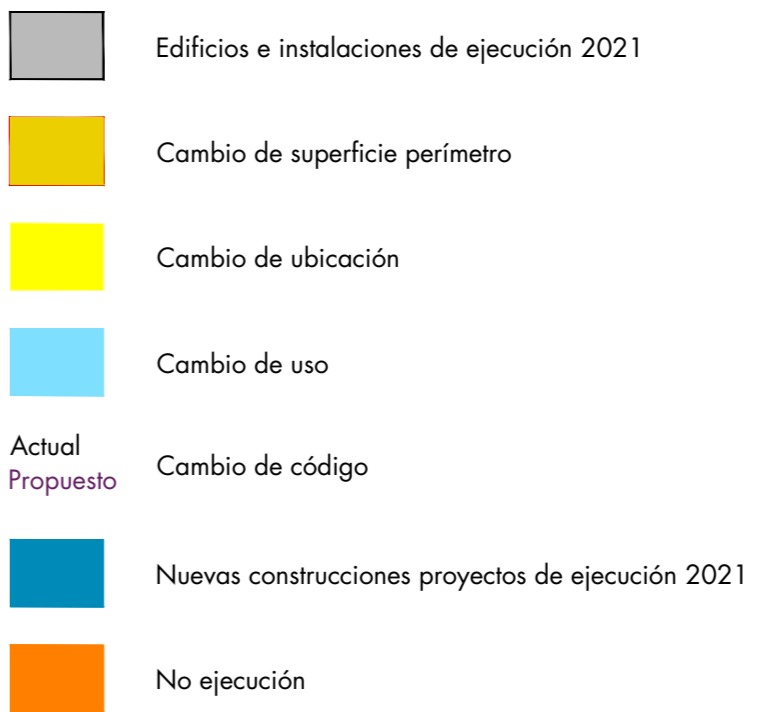 Edificios e instalaciones de ejecución 2021
Cambio de superficie perímetro
Cambio de ubicación
Cambio de uso
Actual
Propuesto
Cambio de código
Nuevas construcciones proyectos de ejecución 2021
No ejecución